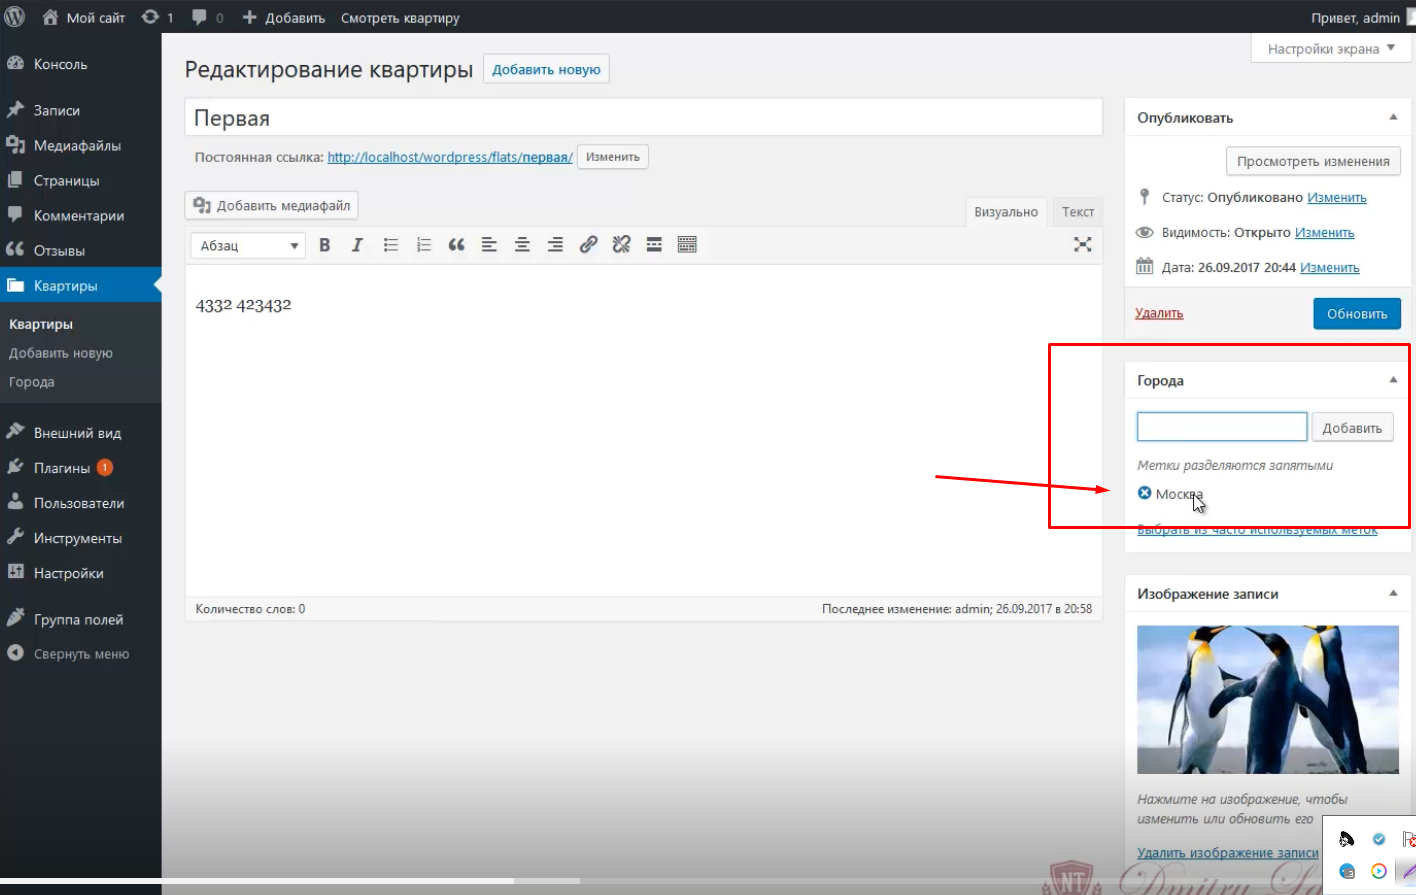 Мой сайт 1 0 Добавить Смотреть квартиру Привет, admin
Настройки экрана
Консоль
Записи
Медиафайлы
Страницы
Комментарии
Отзывы
Квартиры
Квартиры
Добавить новую
Города
Внешний вид
Плагины 1
Пользователи
Инструменты
Настройки
Группа полей
Свернуть меню
Редактирование квартиры Добавить новую
Первая
Постоянная ссылка: http://localhost/wordpress/flats/первая/ Изменить
Добавить медиафайл
Визуально Текст
Абзац B I
4332 423432
Количество слов: 0 Последнее изменение: admin; 26.09.2017 в 20:58
Опубликовать
Просмотреть изменения
Статус: Опубликовано Изменить
Видимость: Открыто Изменить
Дата: 26.09.2017 20:44 Изменить
Удалить Обновить
Города
Добавить
Метки разделяются запятыми
Москва
Выбрать из часто используемых меток
Изображение записи
Нажмите на изображение, чтобы
изменить или обновить его
Удалить изображение записи
NT Dmitry